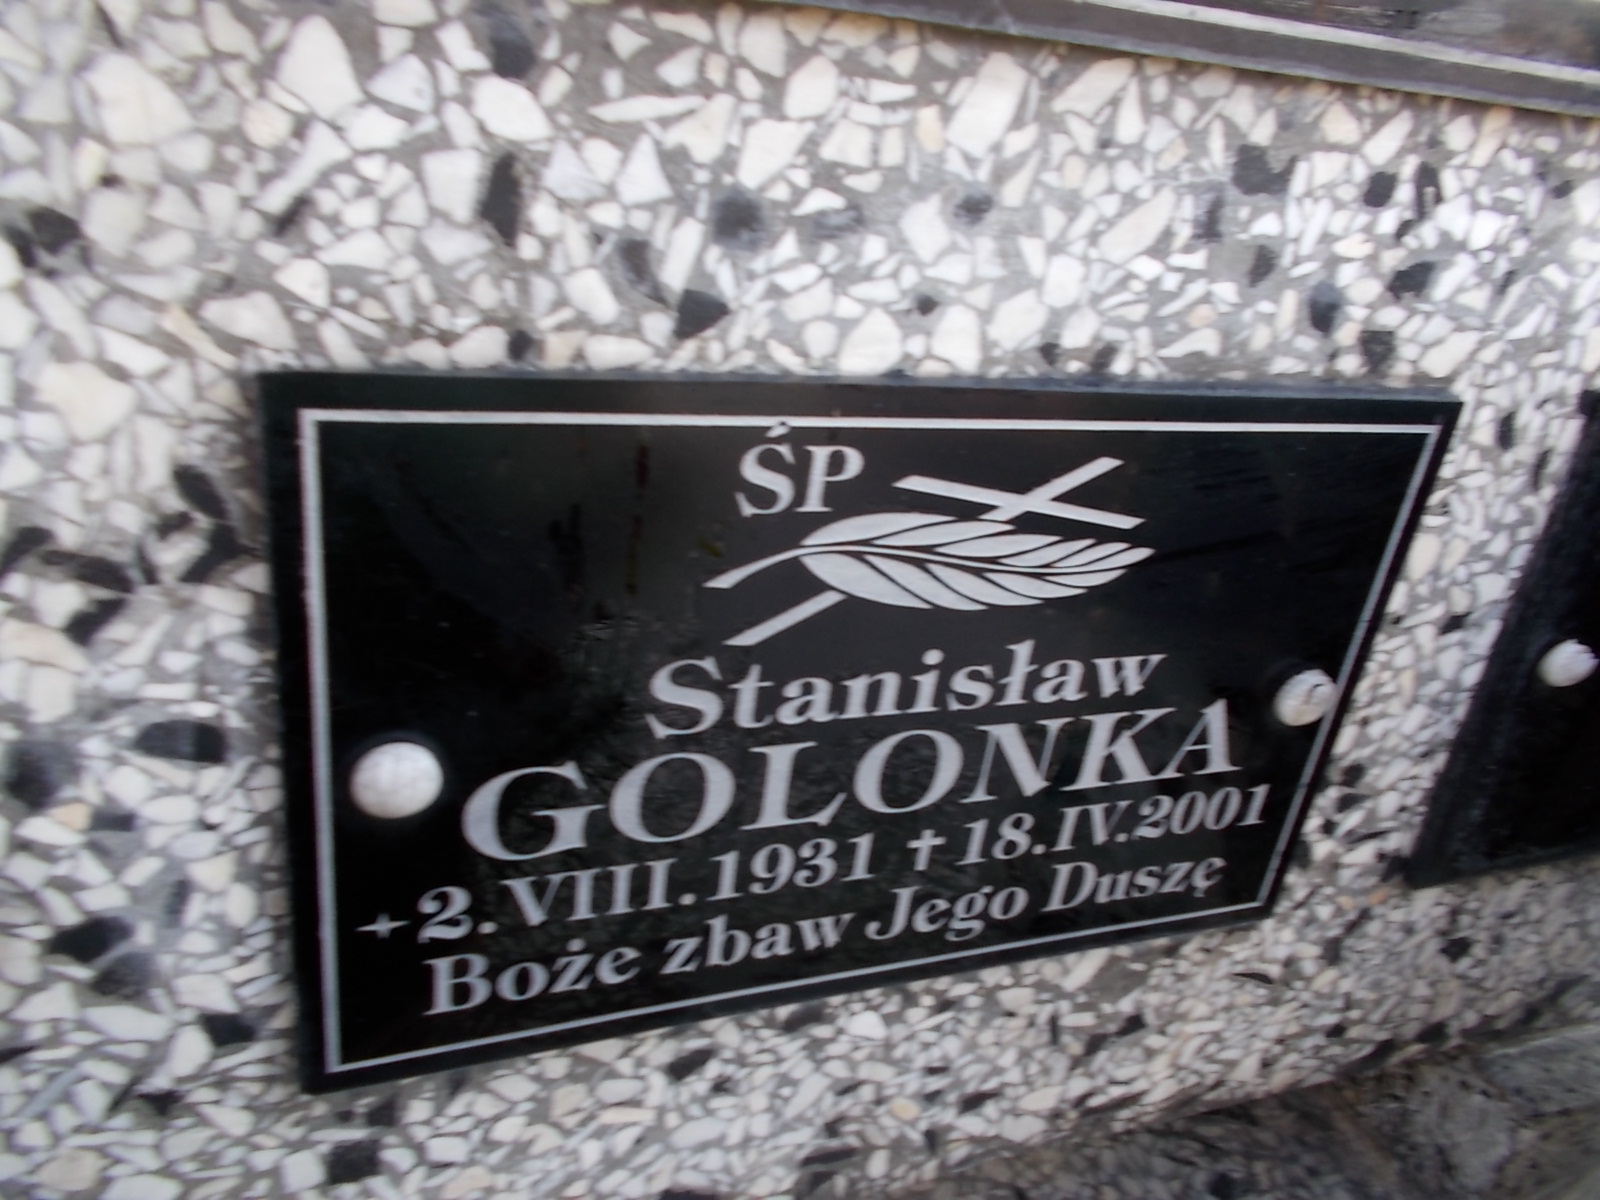 ŚP
Stanisław
GOLONKA
+2.VIII.1931 ✝18.IV.2001
Boże zbaw Jego Duszę